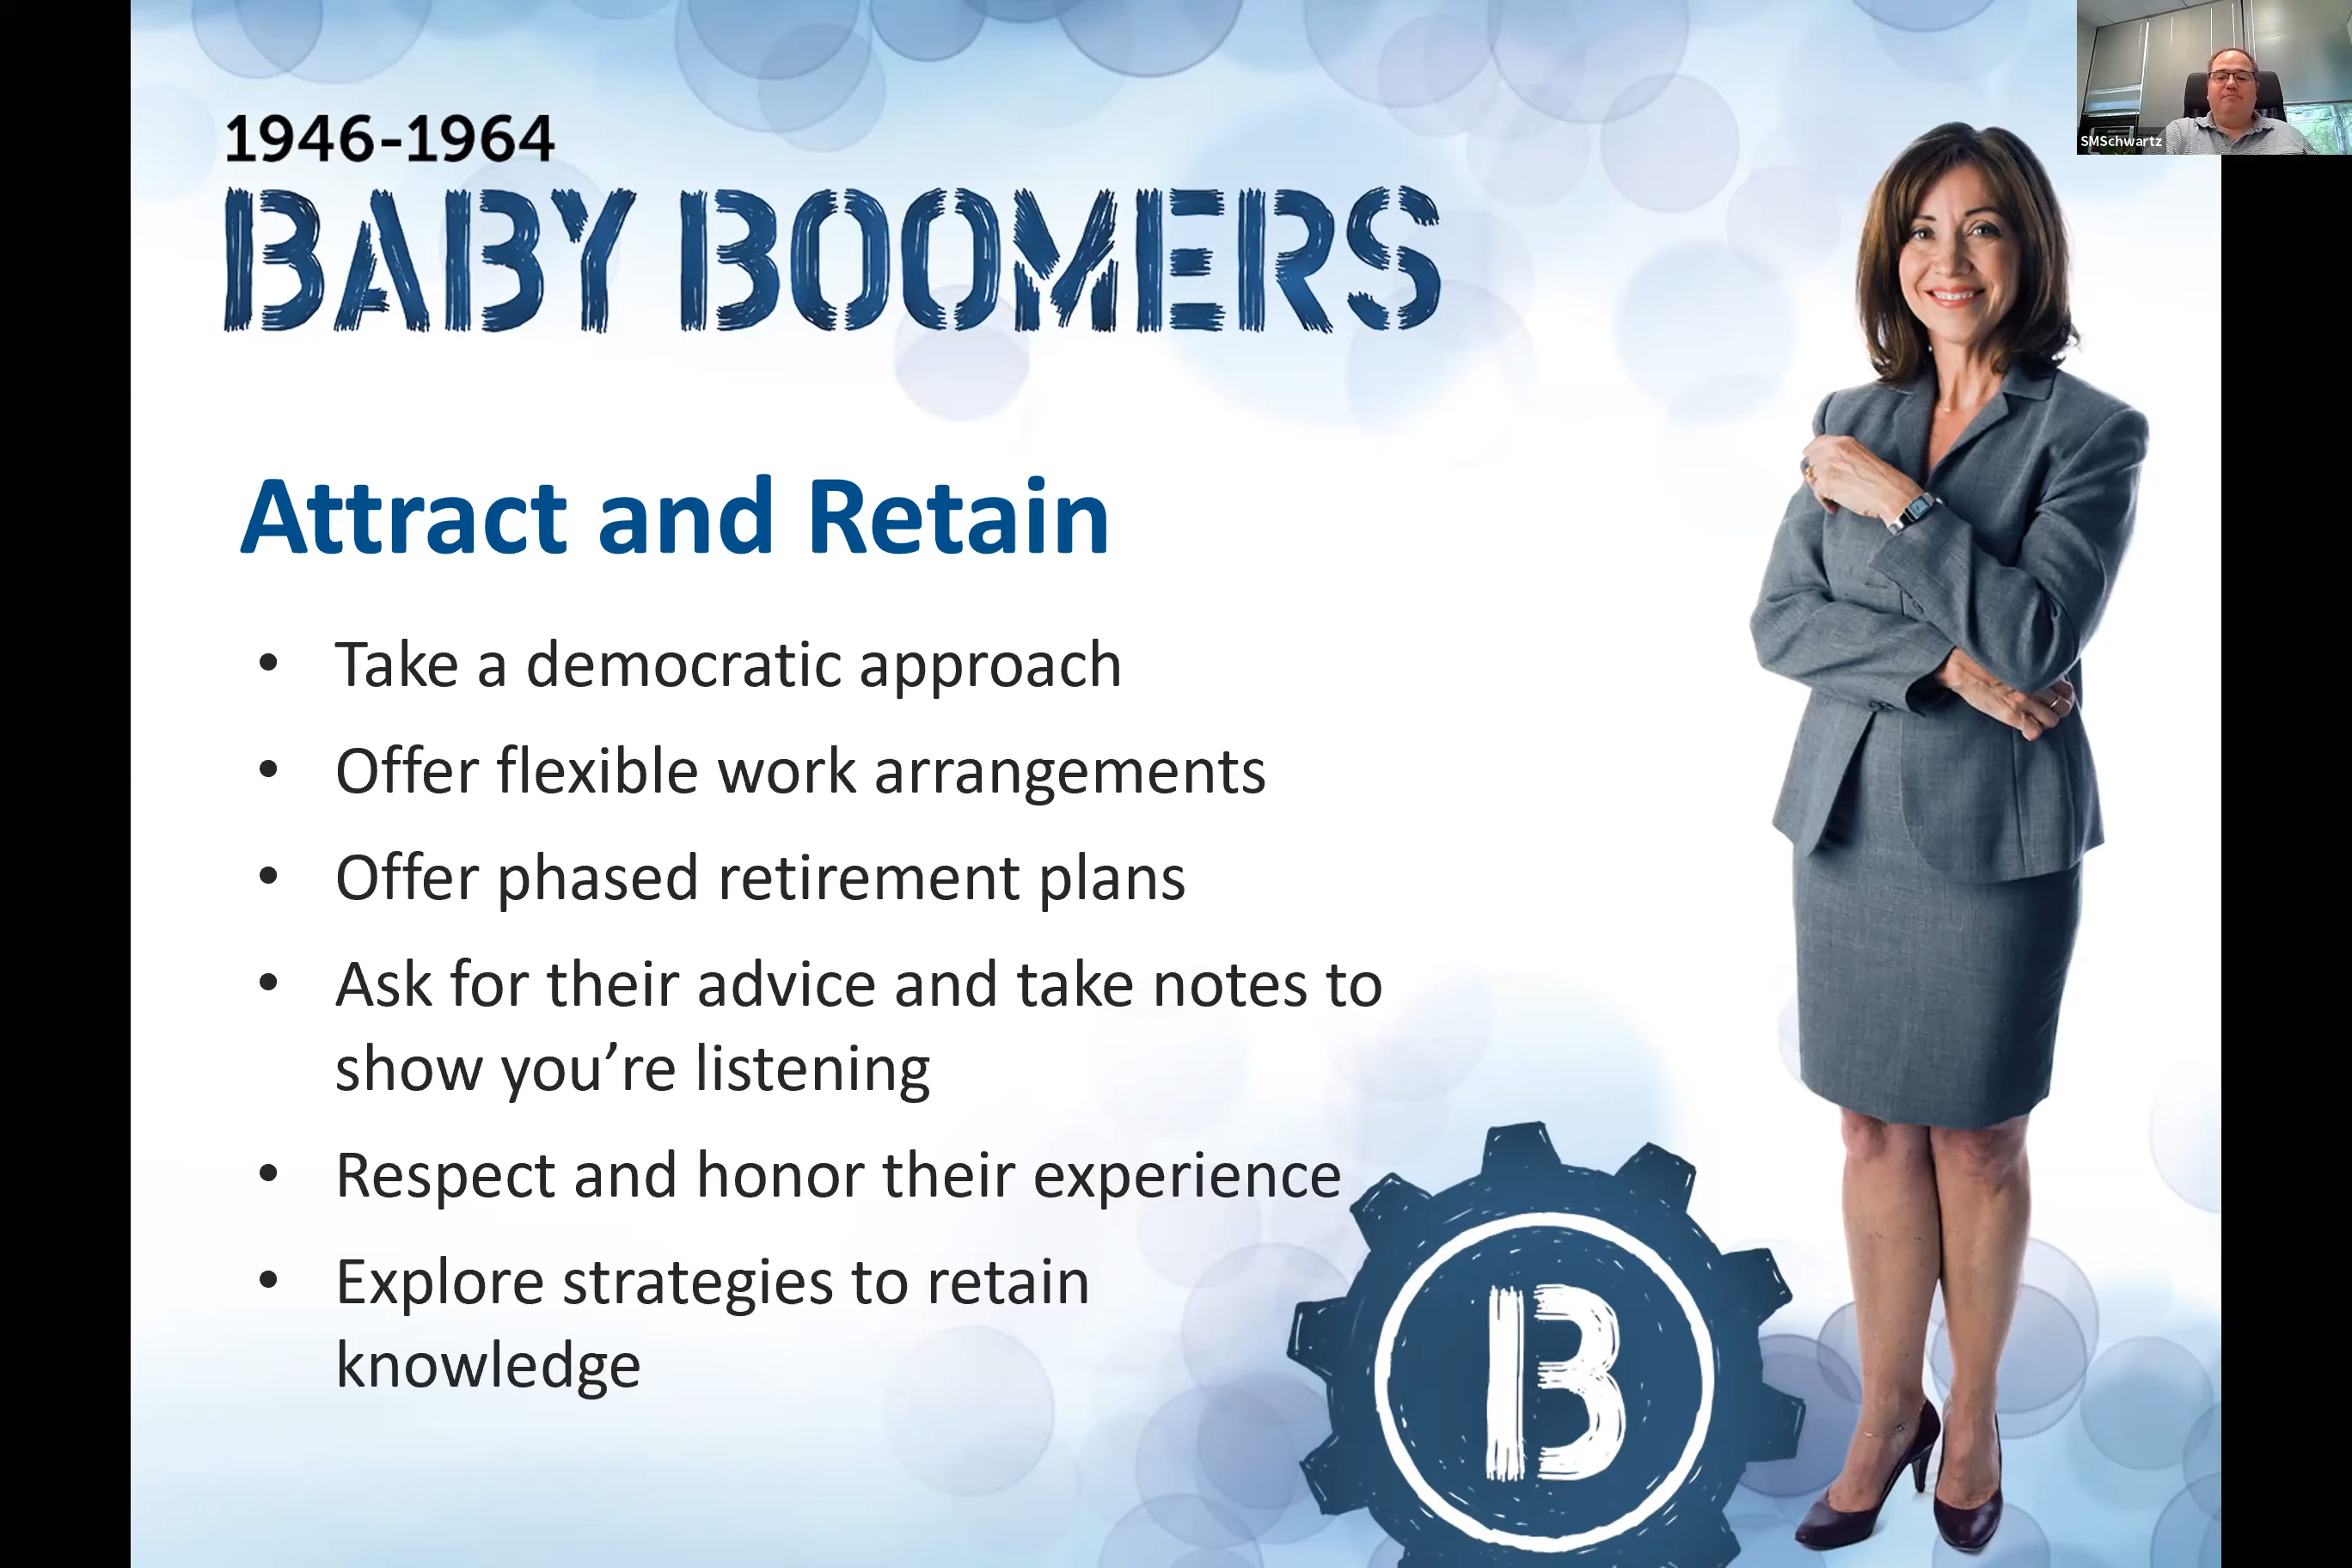 SMSchwartz
1946-1964
BABY BOOMERS
Attract and Retain
• Take a democratic approach
• Offer flexible work arrangements
• Offer phased retirement plans
• Ask for their advice and take notes to
show you’re listening
• Respect and honor their experience
• Explore strategies to retain
knowledge
B